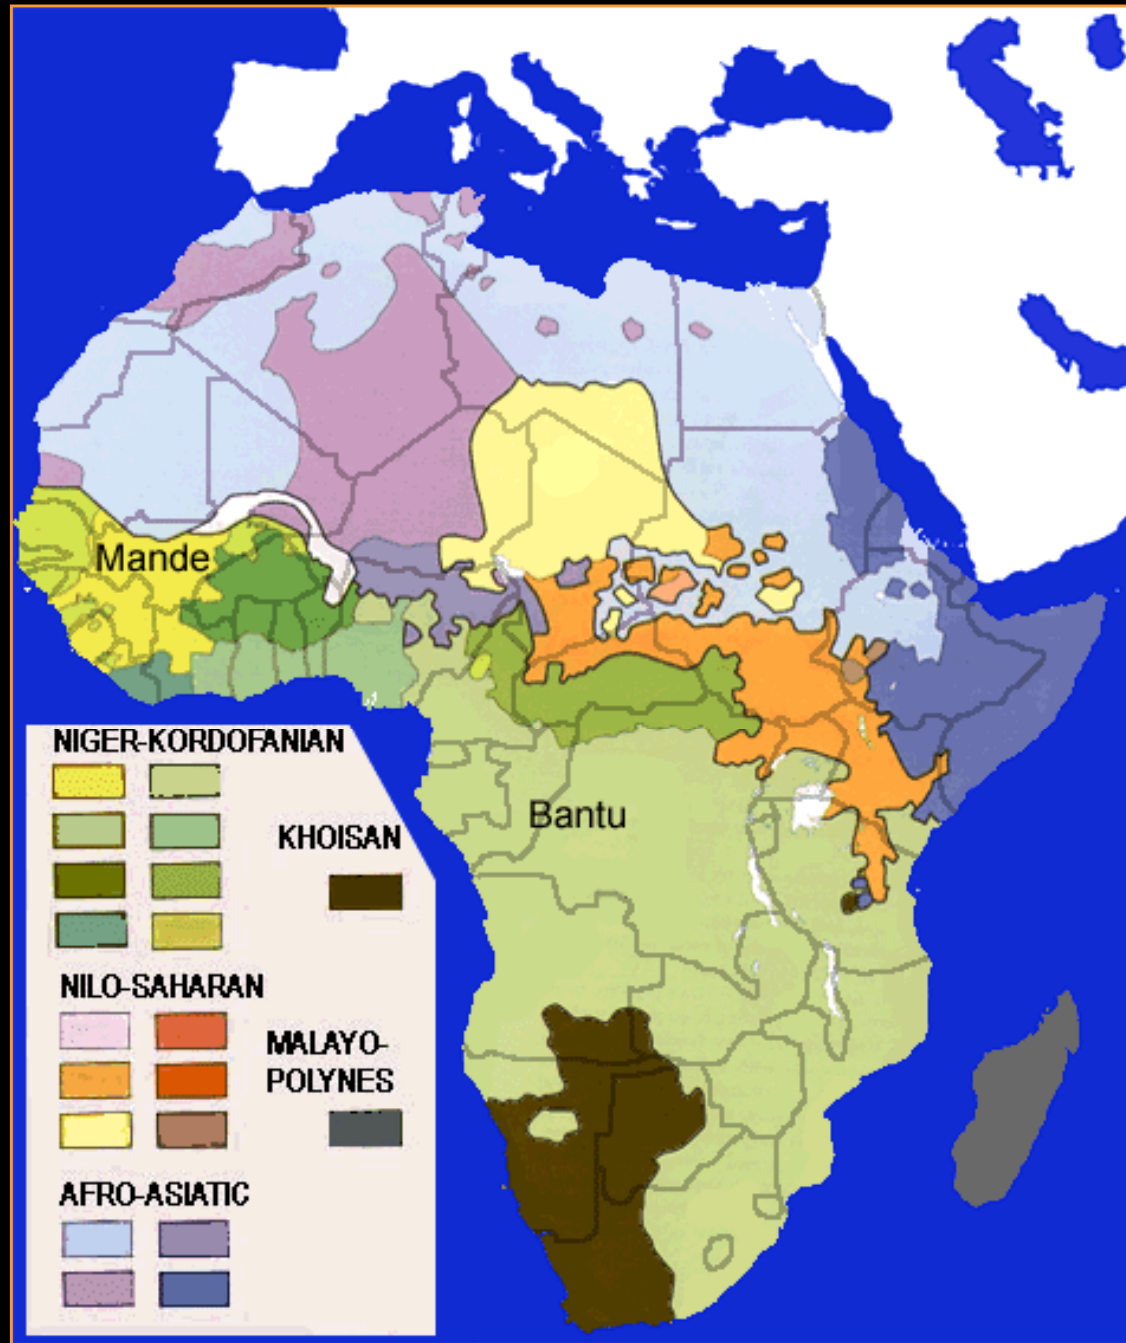 Mande
Bantu
NIGER-KORDOFANIAN
KHOISAN
NILO-SAHARAN
MALAYO-
POLYNES
AFRO-ASIATIC